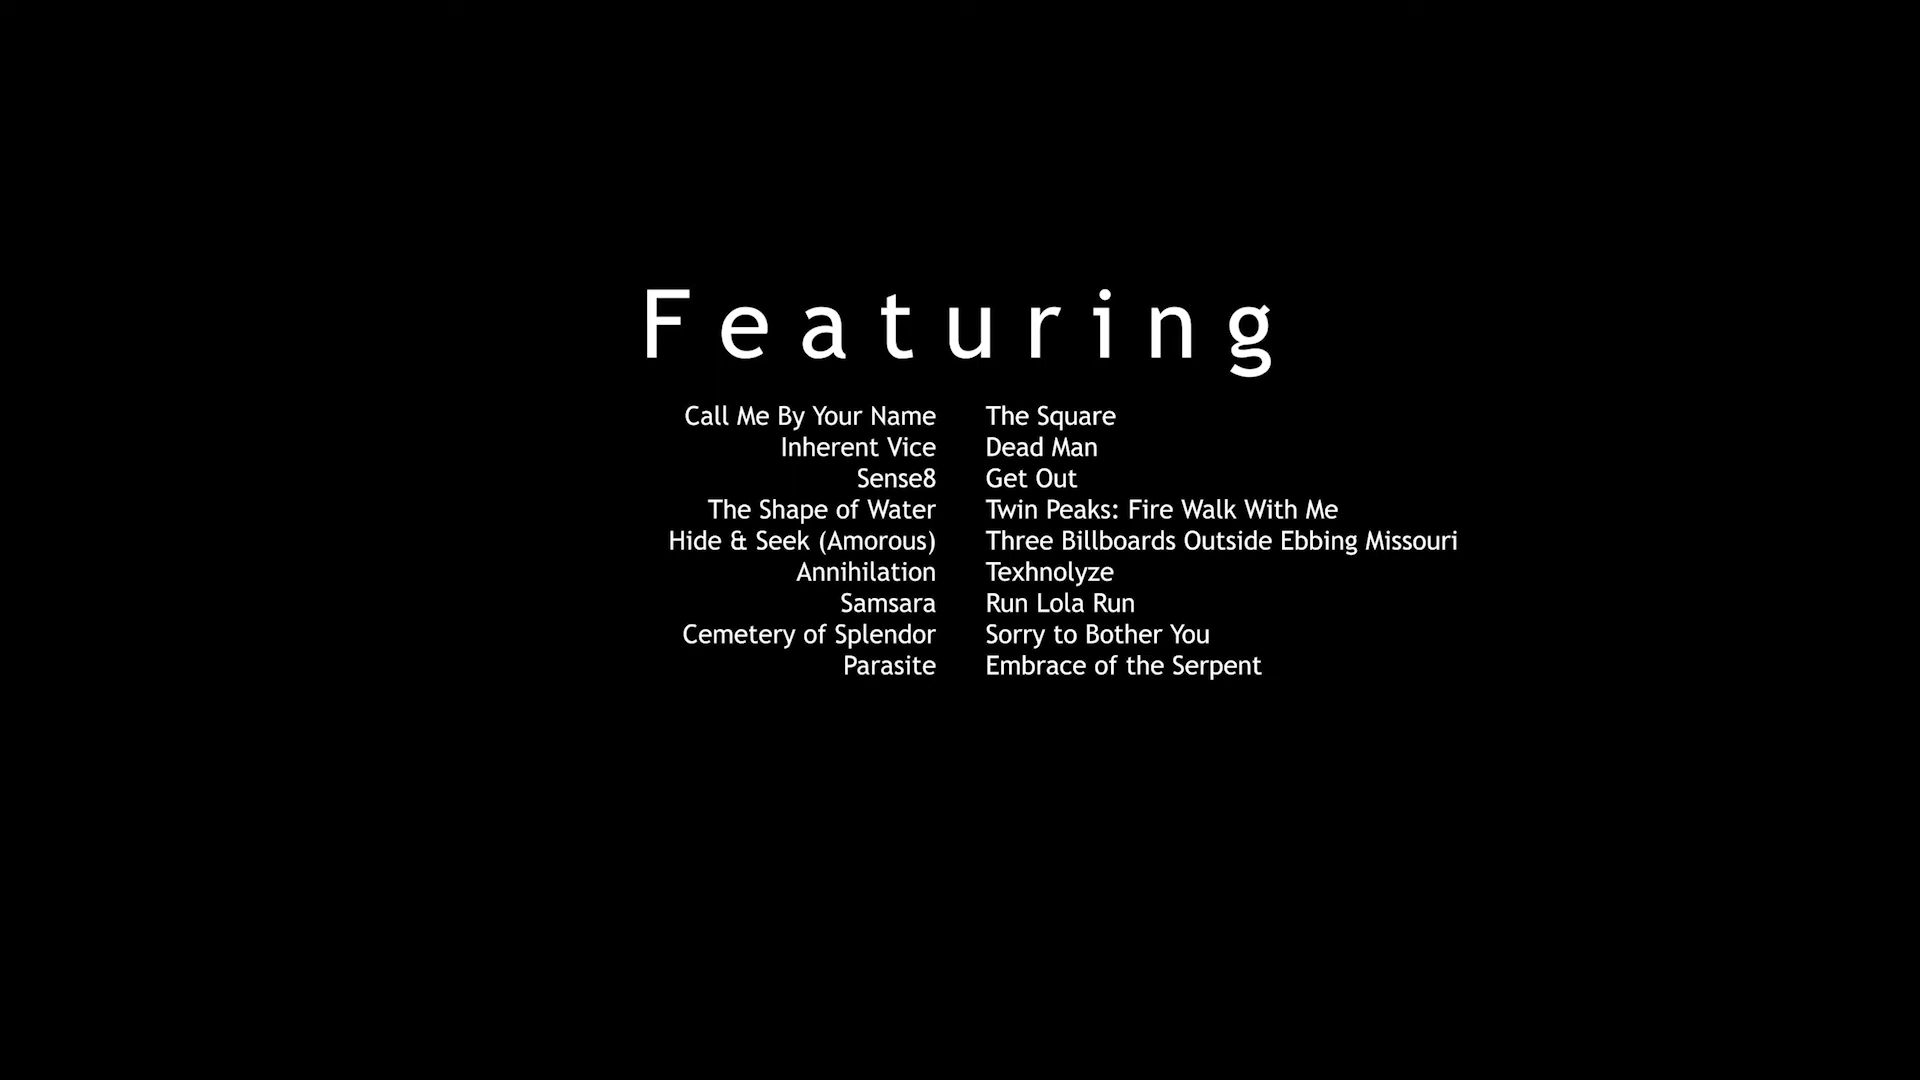 Featuring
Call Me By Your Name
Inherent Vice
Sense8
The Shape of Water
Hide & Seek (Amorous)
Annihilation
Samsara
Cemetery of Splendor
Parasite
The Square
Dead Man
Get Out
Twin Peaks: Fire Walk With Me
Three Billboards Outside Ebbing Missouri
Texhnolyze
Run Lola Run
Sorry to Bother You
Embrace of the Serpent